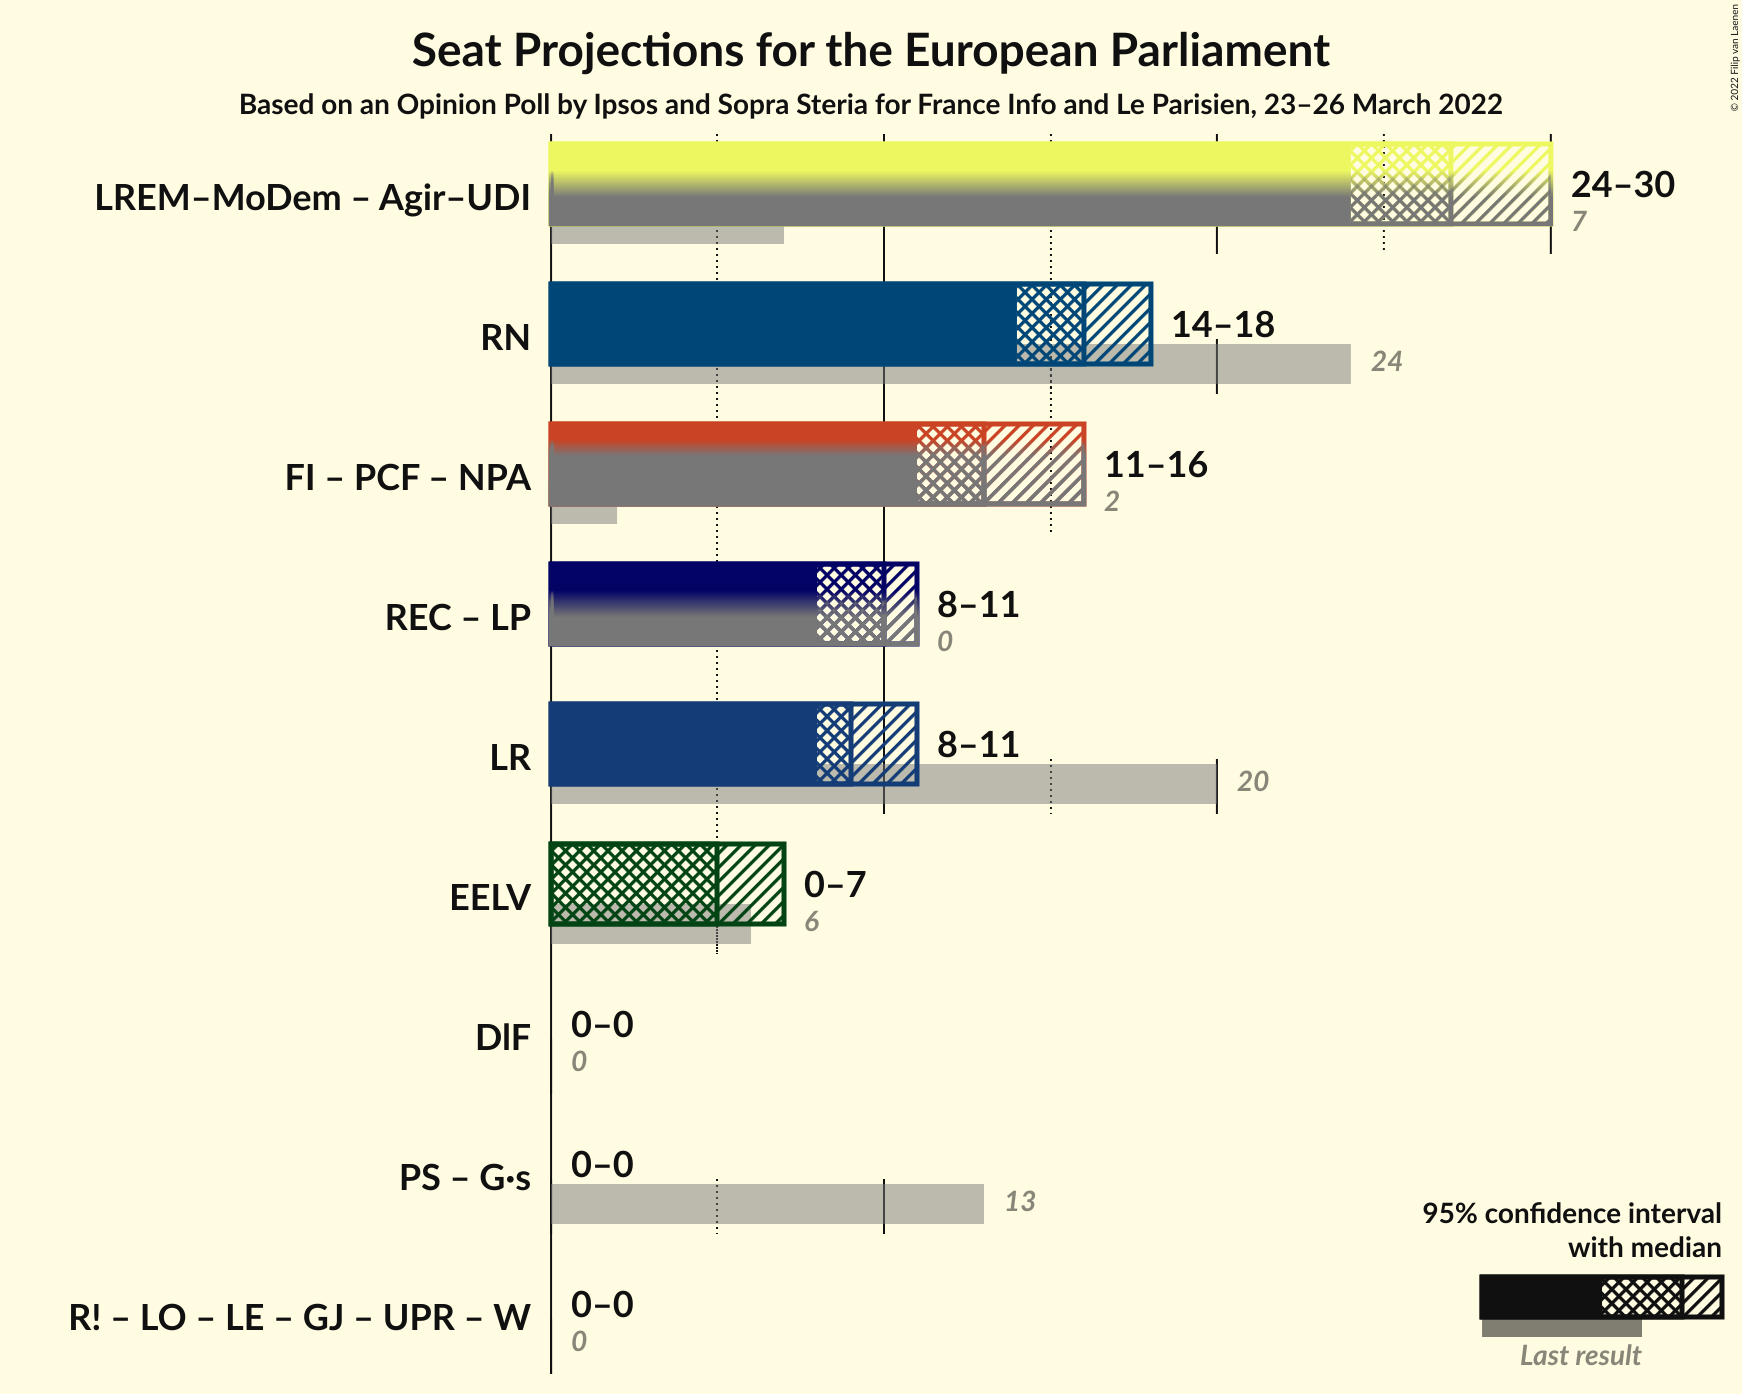 Seat Projections for the European Parliament
Based on an Opinion Poll by Ipsos and Sopra Steria for France Info and Le Parisien, 23–26 March 2022
© 2022 Filip van Laenen
LREM–MoDem – Agir–UDI
24–30
7
RN
14–18
24
FI – PCF – NPA
11–16
2
REC – LP
8–11
0
LR
8–11
20
EELV
0–7
6
DlF
0–0
0
PS – G·s
0–0
13
R! – LO – LE – GJ – UPR – W
0–0
0
95% confidence interval
with median
Last result